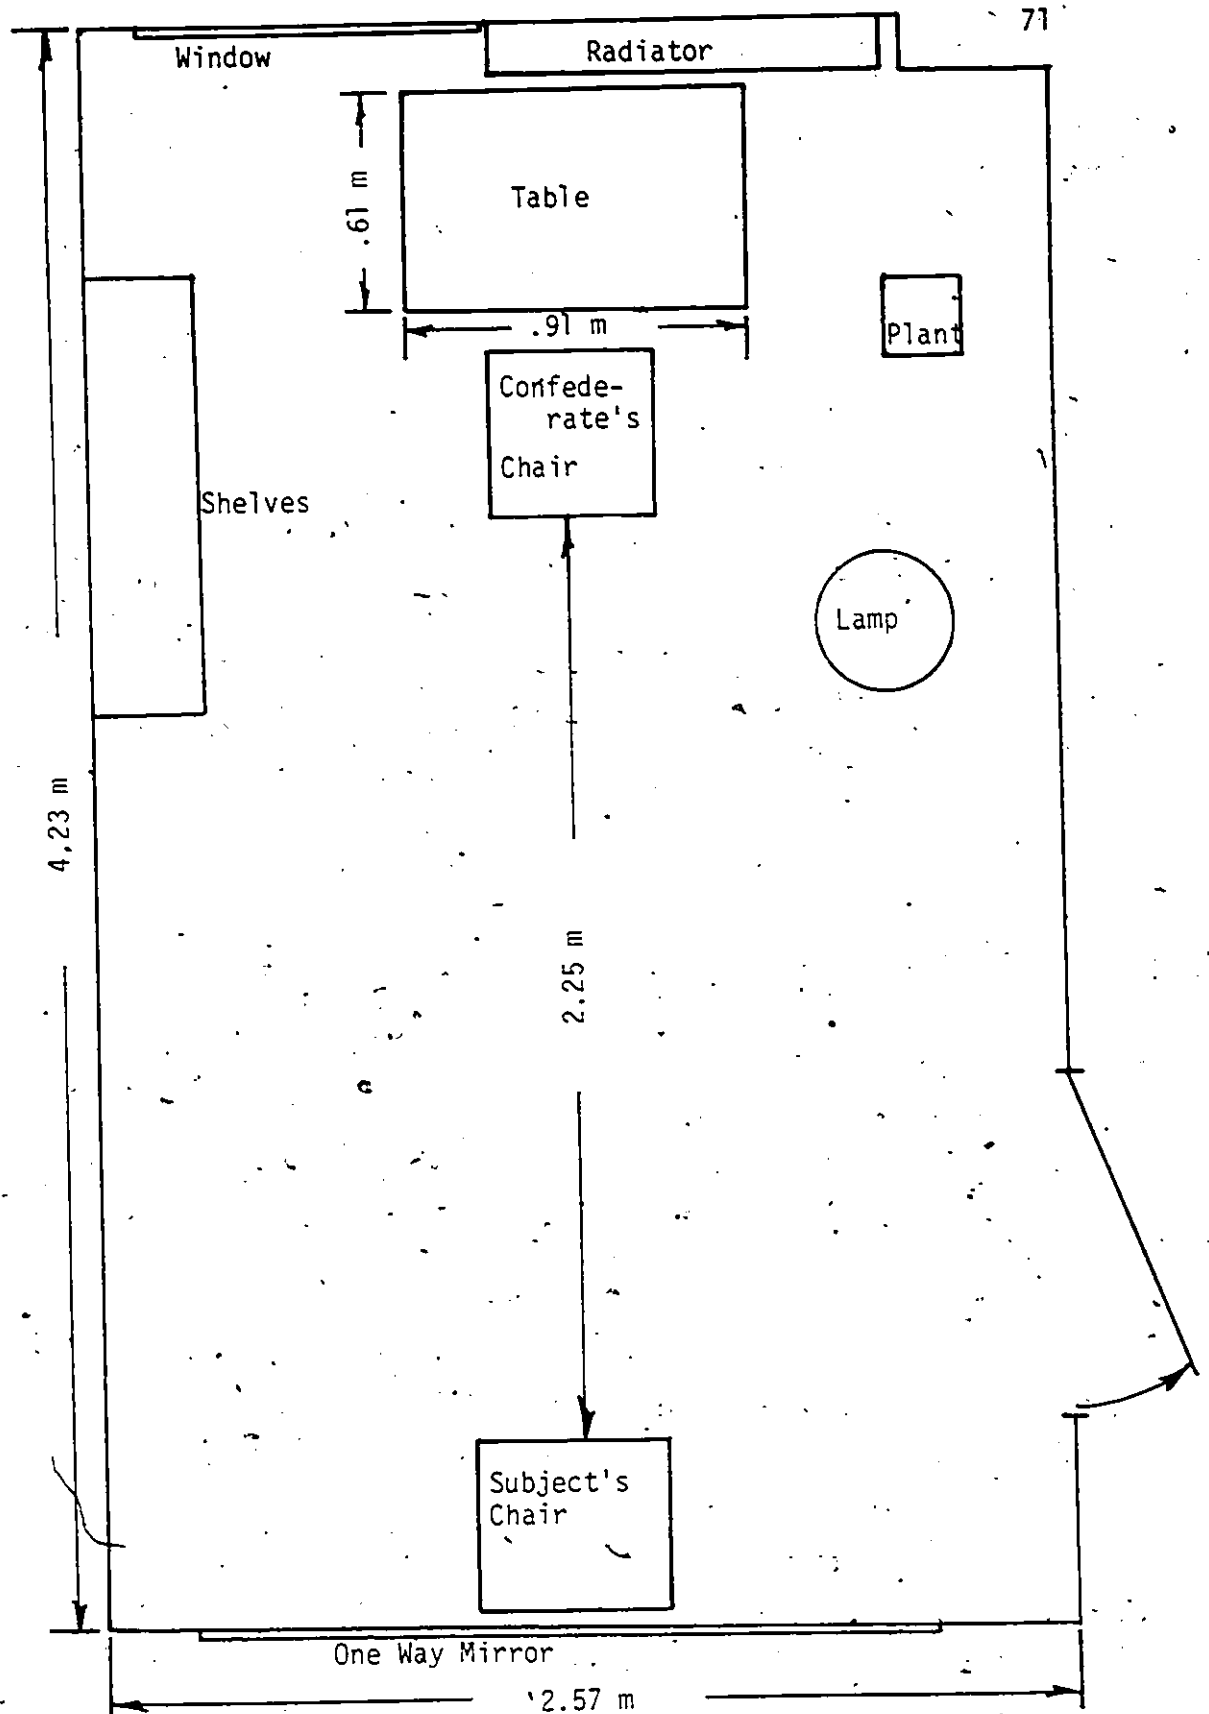 71
Window
Radiator
.61 m
Table
.91 m
Plant
Confede-
rate's
Chair
Shelves
Lamp
4,23 m
2.25 m
Subject's
Chair
One Way Mirror
2.57 m